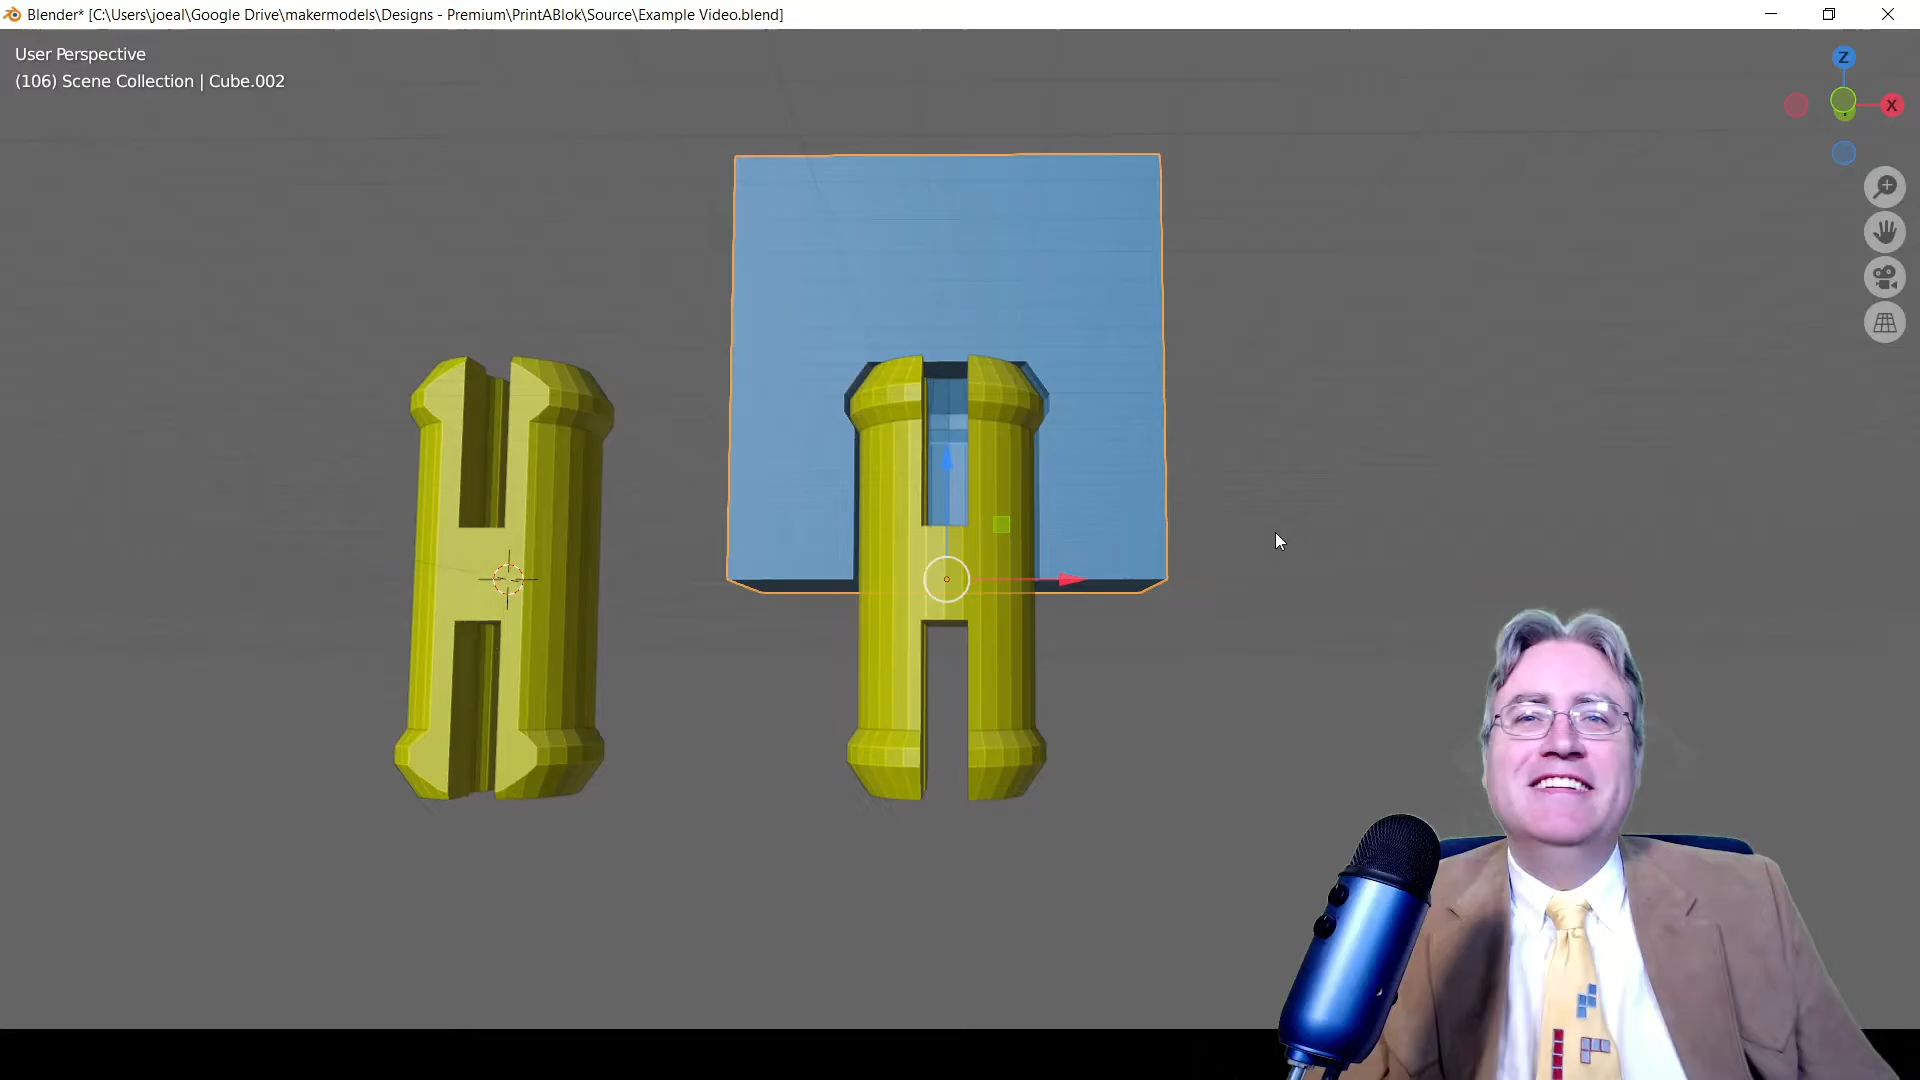 Blender* [C:\Users\joeal\Google Drive\makermodels\Designs - Premium\PrintABlok\Source\Example Video.blend]
User Perspective
(106) Scene Collection | Cube.002
Z
X